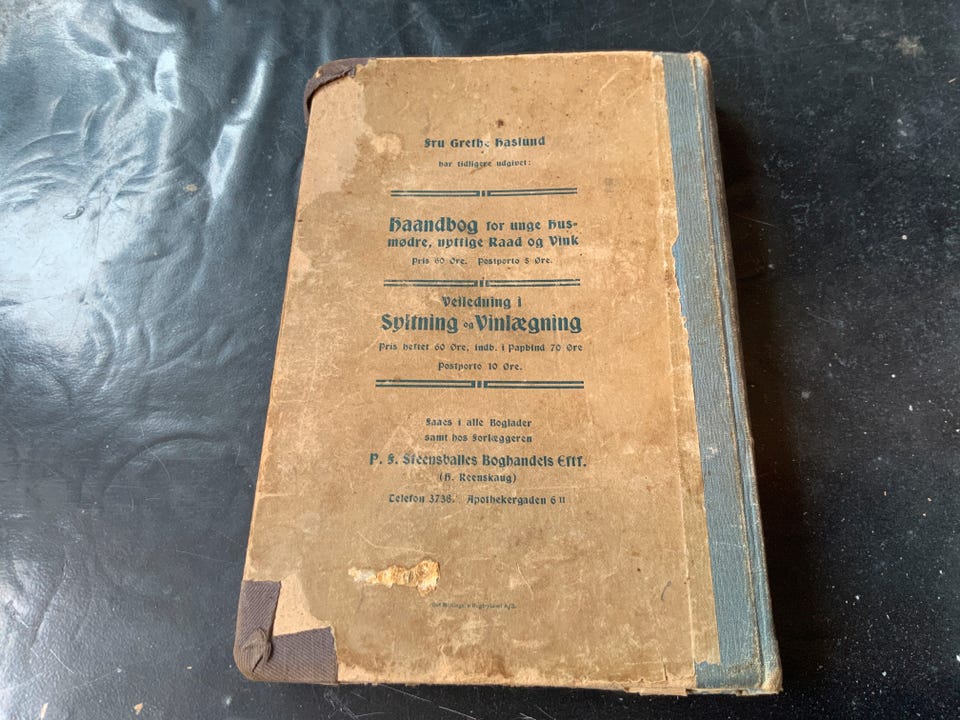 Fru Grethe Haslund
har tidligere udgivet:
Haandbog for unge Hus-
mødre, nyttige Raad og Vink
Pris 60 Øre. Postporto 5 Øre.
Veiledning i
Syltning og Vinlægning
Pris heftet 60 Øre, indb. i Papbind 70 Øre
Postporto 10 Øre.
Faaes i alle Boglader
samt hos Forlæggeren
P. F. Steensballes Boghandels Eftf.
(H. Reenskaug)
Telefon 3736. Apothekergaden 6 II